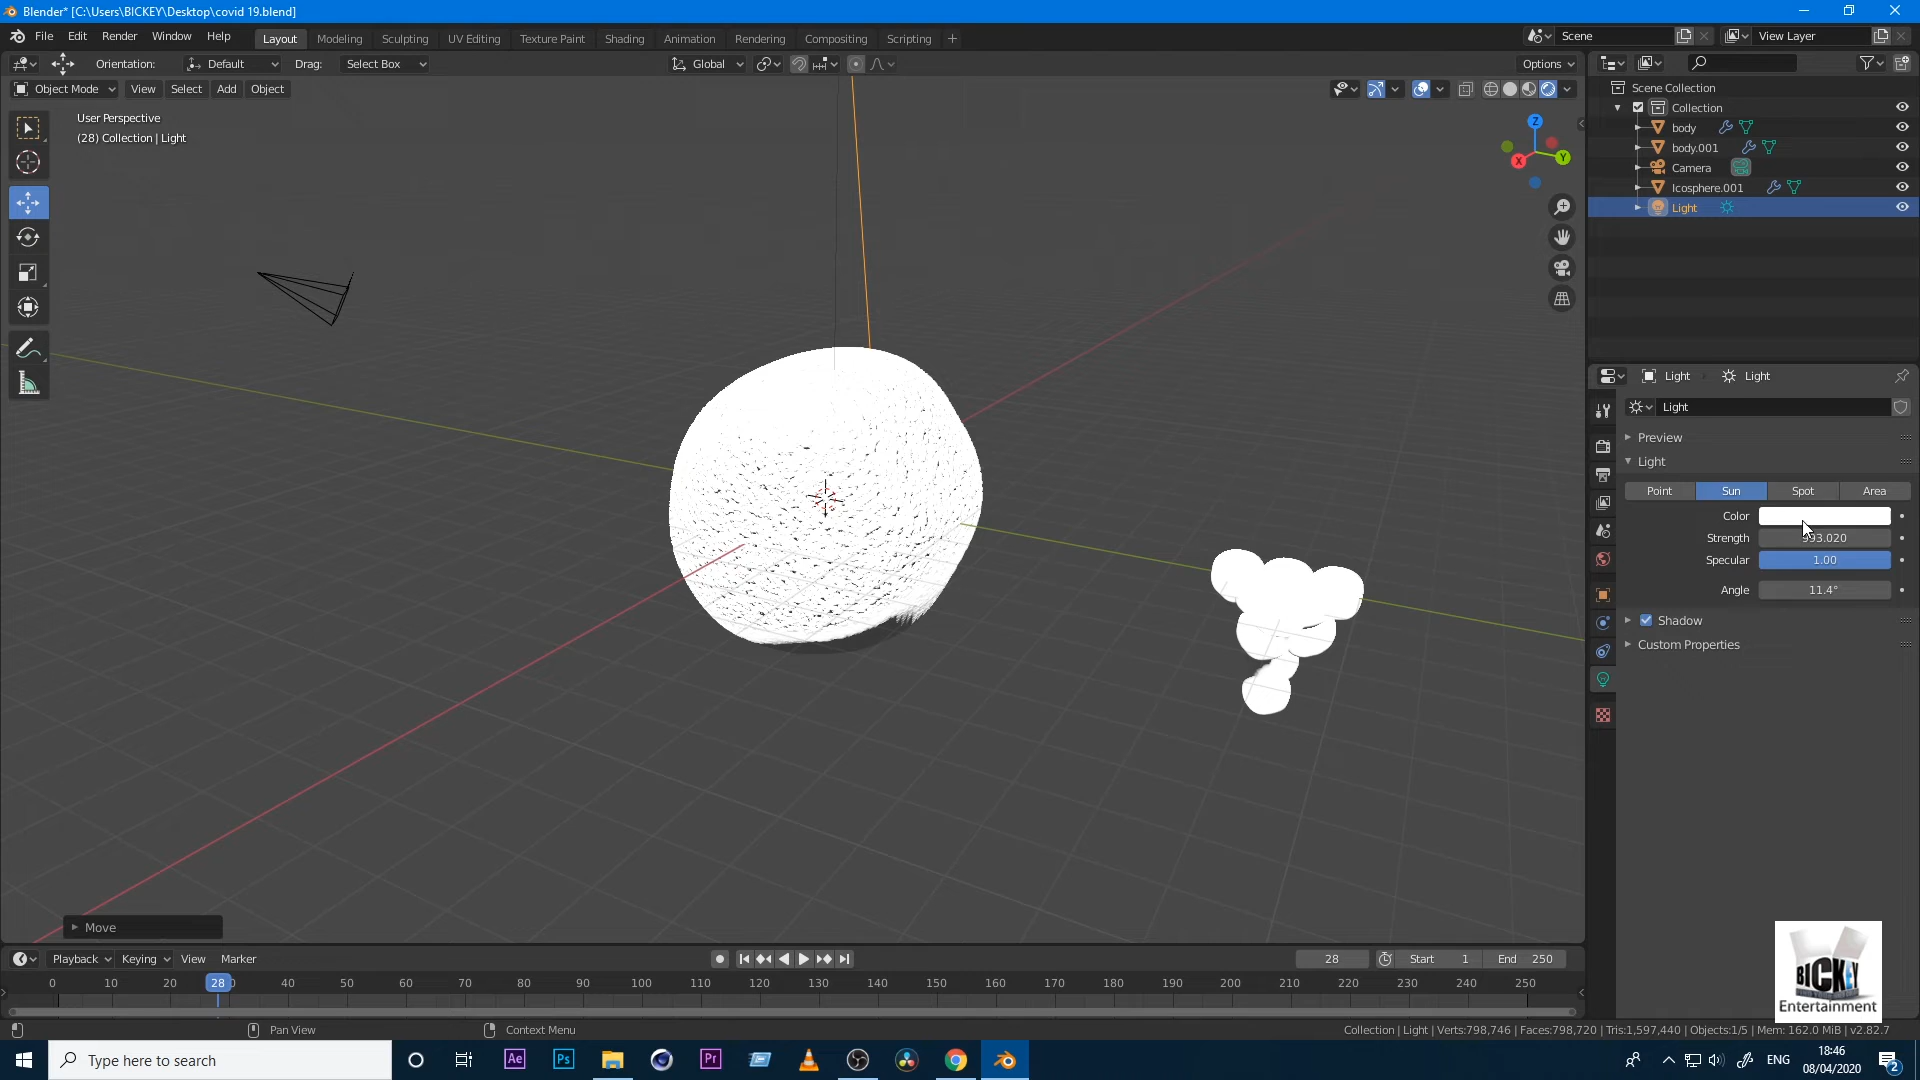 Blender* [C:\Users\BICKEY\Desktop\covid 19.blend]
File Edit Render Window Help Layout Modeling Sculpting UV Editing Texture Paint Shading Animation Rendering Compositing Scripting Scene View Layer
Orientation: Default Drag: Select Box Global Options
Object Mode View Select Add Object
User Perspective
(28) Collection | Light
Z
X Y
Scene Collection
Collection
body
body.001
Camera
Icosphere.001
Light
Light Light
Light
Preview
Light
Point Sun Spot Area
Color
Strength
Specular 1.00
Angle 11.4°
Shadow
Custom Properties
Move
BICKEY
Entertainment
Playback Keying View Marker 28 Start 1 End 250
0 10 20 28 40 50 60 70 80 90 100 110 120 130 140 150 160 170 180 190 200 210 220 230 240 250
Pan View Context Menu Collection | Light | Verts:798,746 | Faces:798,720 | Tris:1,597,440 | Objects:1/5 | Mem: 162.0 MiB | v2.82.7
Type here to search Ae Ps Pr ENG 18:46
08/04/2020 2